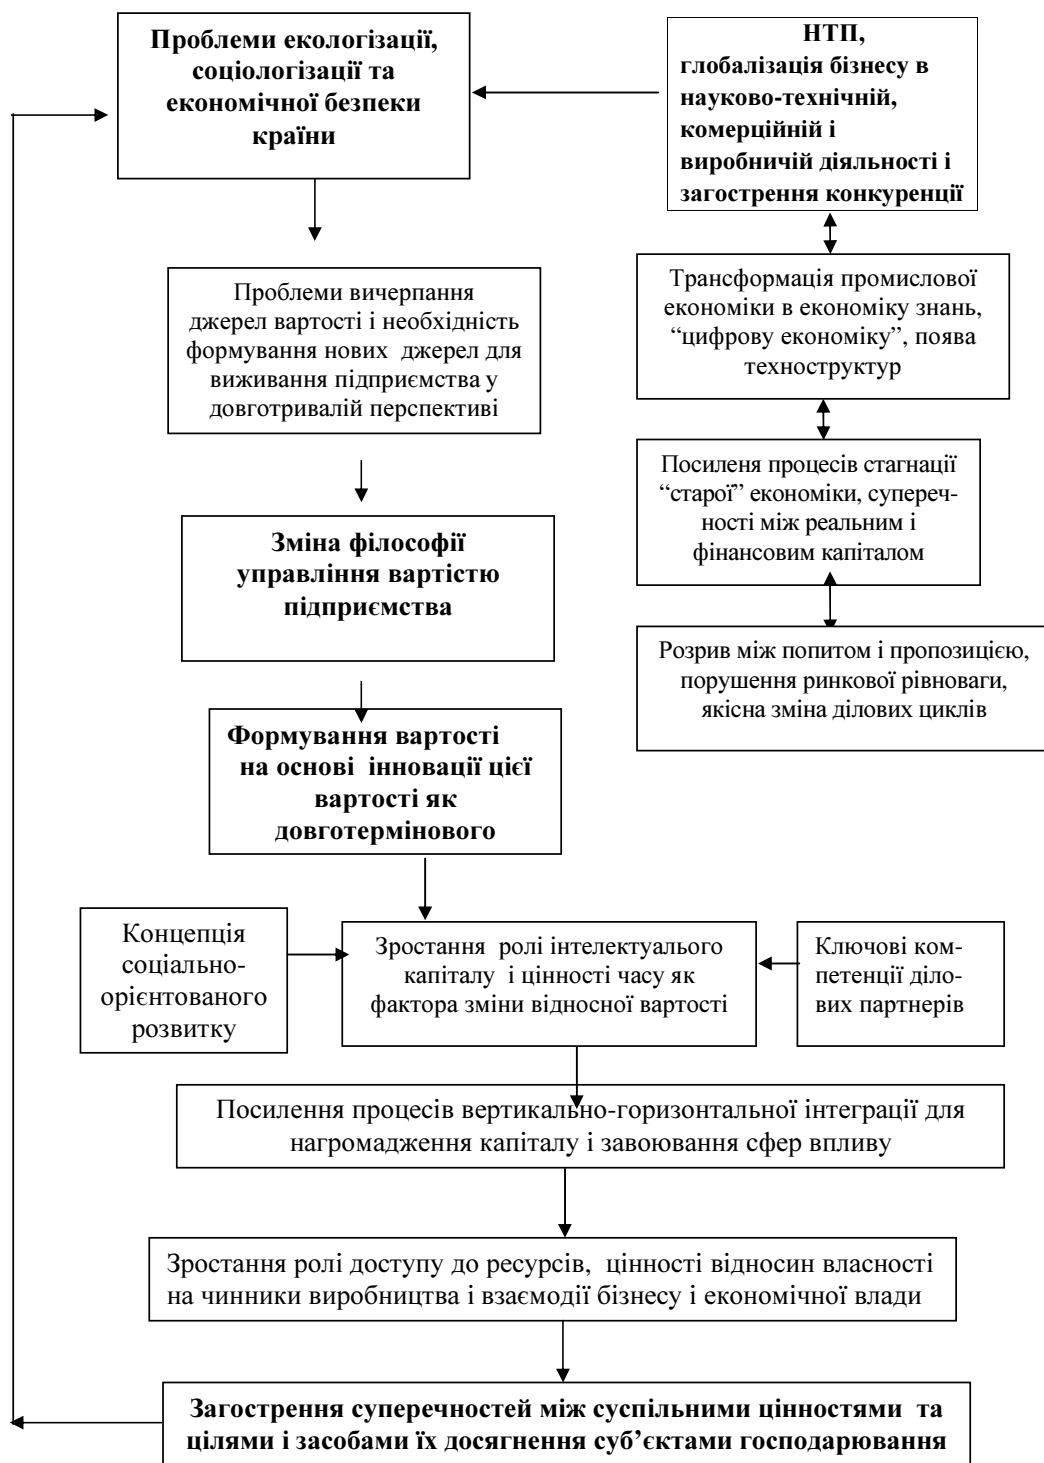 Проблеми екологізації,
соціологізації та
економічної безпеки
країни
НТП,
глобалізація бізнесу в
науково-технічній,
комерційній і
виробничій діяльності і
загострення конкуренції
Трансформація промислової
економіки в економіку знань,
“цифрову економіку”, поява
техноструктур
Проблеми вичерпання
джерел вартості і необхідність
формування нових джерел для
виживання підприємства у
довготривалій перспективі
Посиленя процесів стагнації
“старої” економіки, супереч-
ності між реальним і
фінансовим капіталом
Зміна філософії
управління вартістю
підприємства
Розрив між попитом і пропозицією,
порушення ринкової рівноваги,
якісна зміна ділових циклів
Формування вартості
на основі інновації цієї
вартості як
довготермінового
Концепція
соціально-
орієнтованого
розвитку
Зростання ролі інтелектуалього
капіталу і цінності часу як
фактора зміни відносної вартості
Ключові ком-
петенції діло-
вих партнерів
Посилення процесів вертикально-горизонтальної інтеграції для
нагромадження капіталу і завоювання сфер впливу
Зростання ролі доступу до ресурсів, цінності відносин власності
на чинники виробництва і взаємодії бізнесу і економічної влади
Загострення суперечностей між суспільними цінностями та
цілями і засобами їх досягнення суб’єктами господарювання